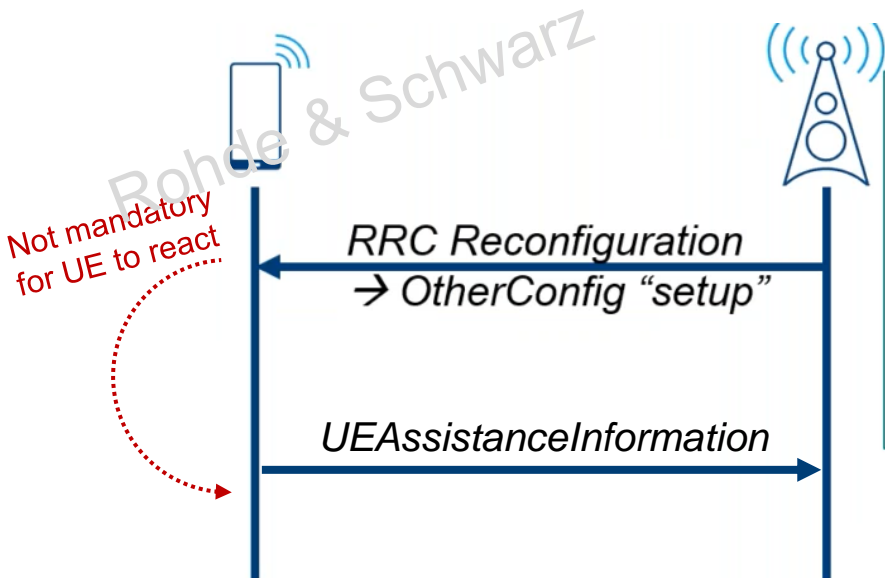 Rohde & Schwarz
Not mandatory
for UE to react
RRC Reconfiguration
→ OtherConfig “setup”
UEAssistanceInformation